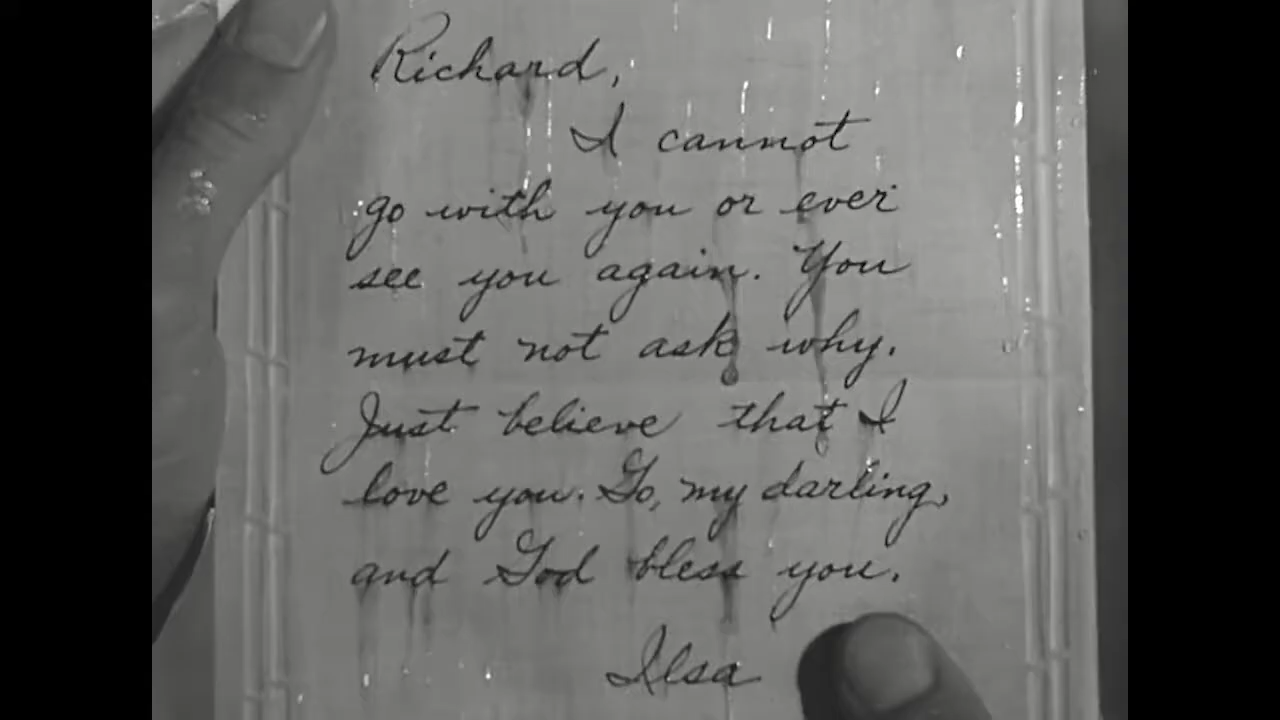 Richard,
I cannot
go with you or ever
see you again. You
must not ask why.
Just believe that I
love you. Go, my darling,
and God bless you.
Ilsa